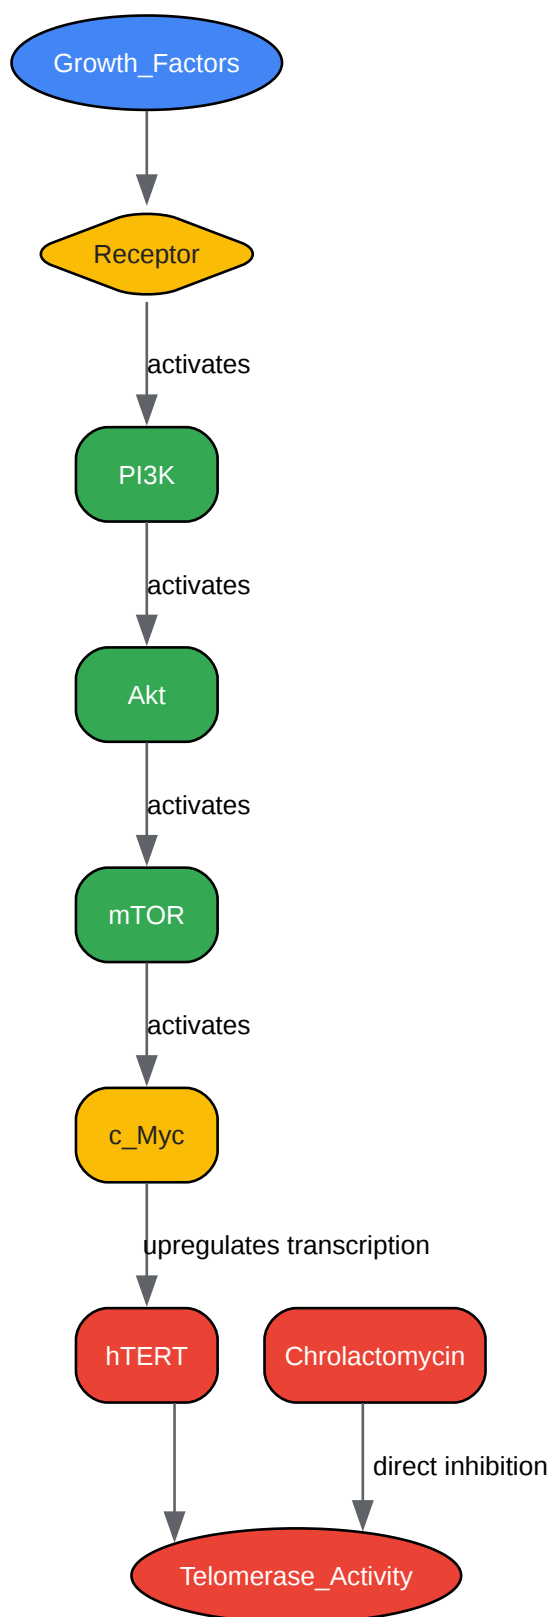 Growth_Factors
Receptor
activates
PI3K
activates
Akt
activates
mTOR
activates
c_Myc
upregulates transcription
hTERT
Chrolactomycin
direct inhibition
Telomerase_Activity